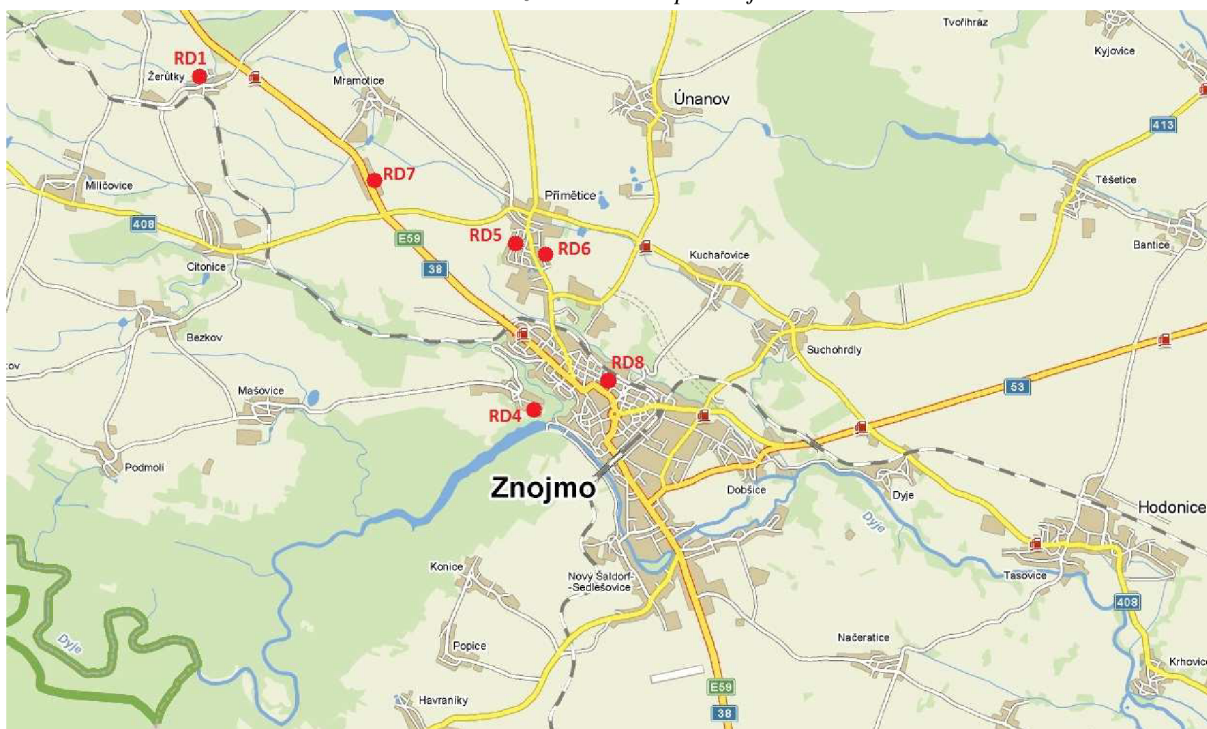 Tvořihráz
Kyjovice
RD1
Žerůtky
Mramotice
Únanov
413
RD7
Těšetice
Milíčovice
Přímětice
408
RD5
RD6
E59
Bantice
Citonice
38
Kuchařovice
Bazkov
Suchohrdly
RD8
Mašovice
53
RD4
Podmolí
Znojmo
Dobšice
Dyje
Hodonice
Dyje
Konice
Nový Šaldorf-
-Sedlešovice
Tasovice
408
Dyje
Popice
Načeratice
Krhovice
E59
Havraníky
38